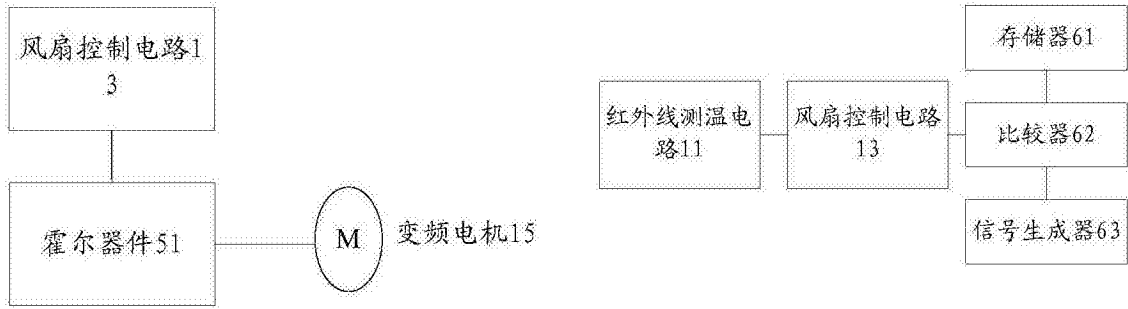 风扇控制电路1
3
霍尔器件51
M
变频电机15
红外线测温电
路11
风扇控制电路
13
存储器61
比较器62
信号生成器63